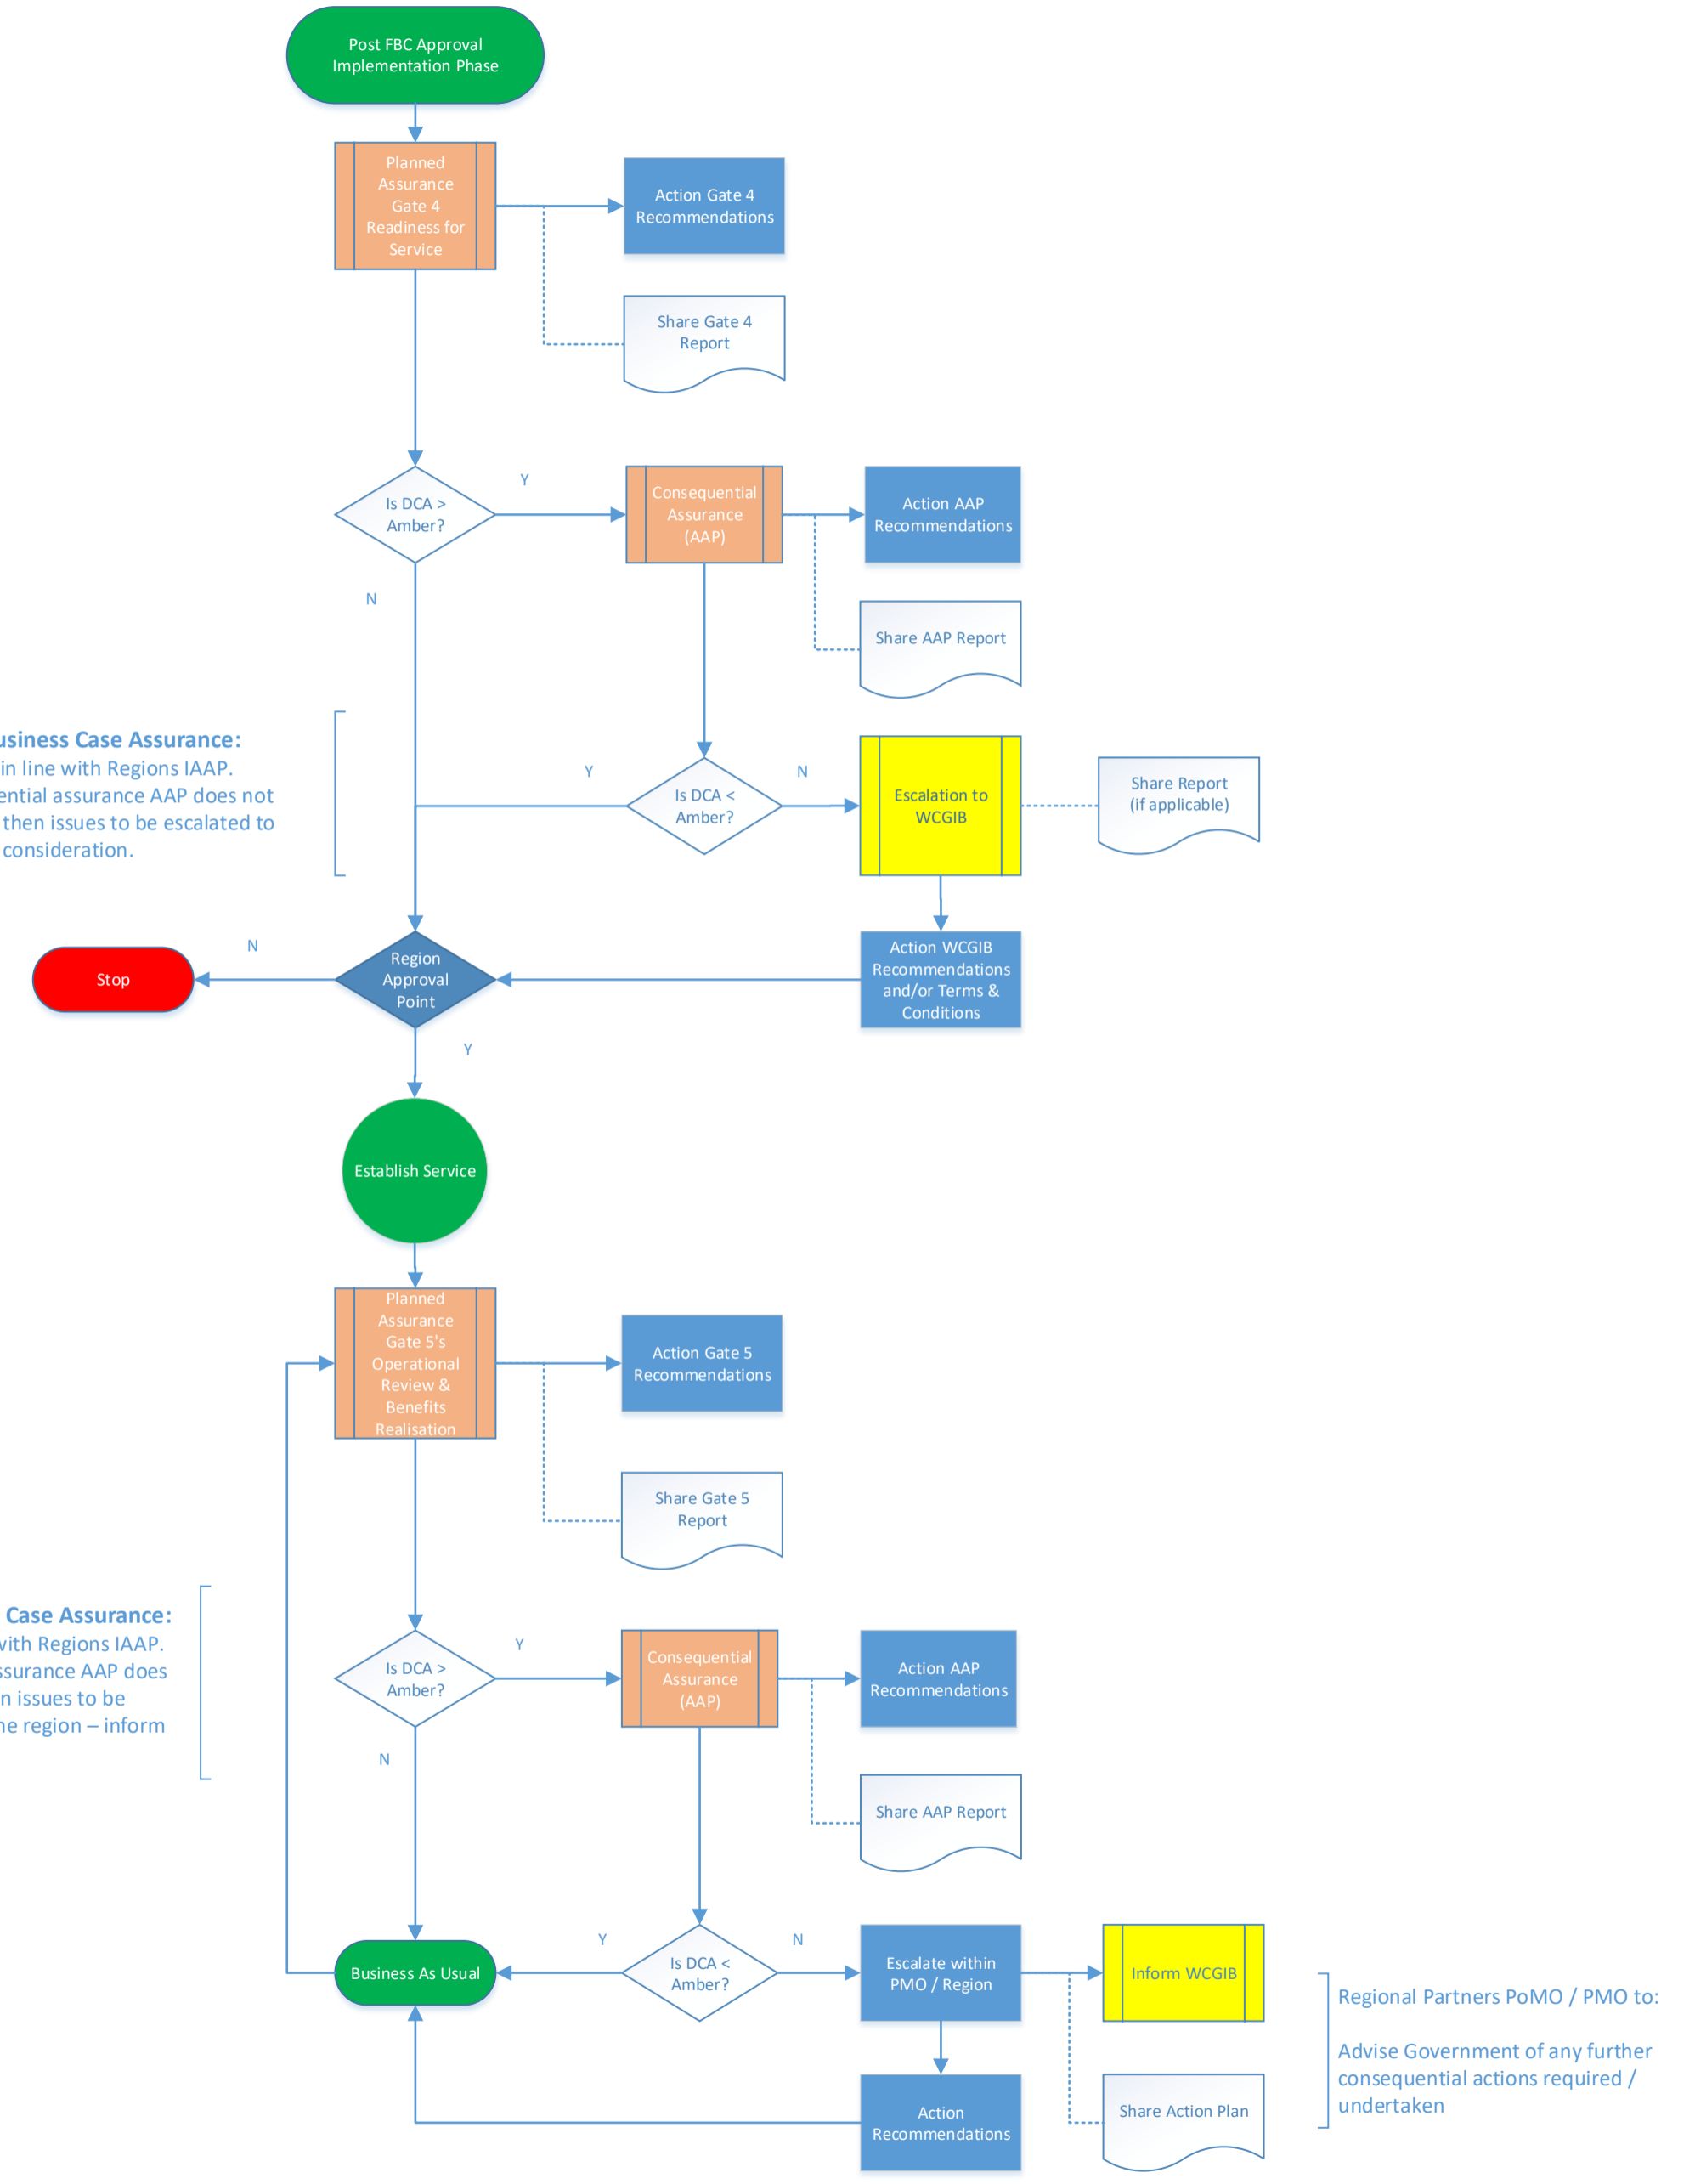 Post FBC Approval
Implementation Phase
Planned
Assurance
Gate 4
Readiness for
Service
Action Gate 4
Recommendations
Share Gate 4
Report
Is DCA >
Amber?
Y
N
Consequential
Assurance
(AAP)
Action AAP
Recommendations
Share AAP Report
Business Case Assurance:
in line with Regions IAAP.
ential assurance AAP does not
then issues to be escalated to
consideration.
Is DCA <
Amber?
Y
N
Escalation to
WCGIB
Share Report
(if applicable)
Action WCGIB
Recommendations
and/or Terms &
Conditions
Region
Approval
Point
N
Stop
Y
Establish Service
Planned
Assurance
Gate 5's
Operational
Review &
Benefits
Realisation
Action Gate 5
Recommendations
Share Gate 5
Report
Case Assurance:
with Regions IAAP.
ssurance AAP does
n issues to be
he region – inform
Is DCA >
Amber?
Y
N
Consequential
Assurance
(AAP)
Action AAP
Recommendations
Share AAP Report
Business As Usual
Y
Is DCA <
Amber?
N
Escalate within
PMO / Region
Inform WCGIB
Action
Recommendations
Share Action Plan
Regional Partners PoMO / PMO to:
Advise Government of any further
consequential actions required /
undertaken